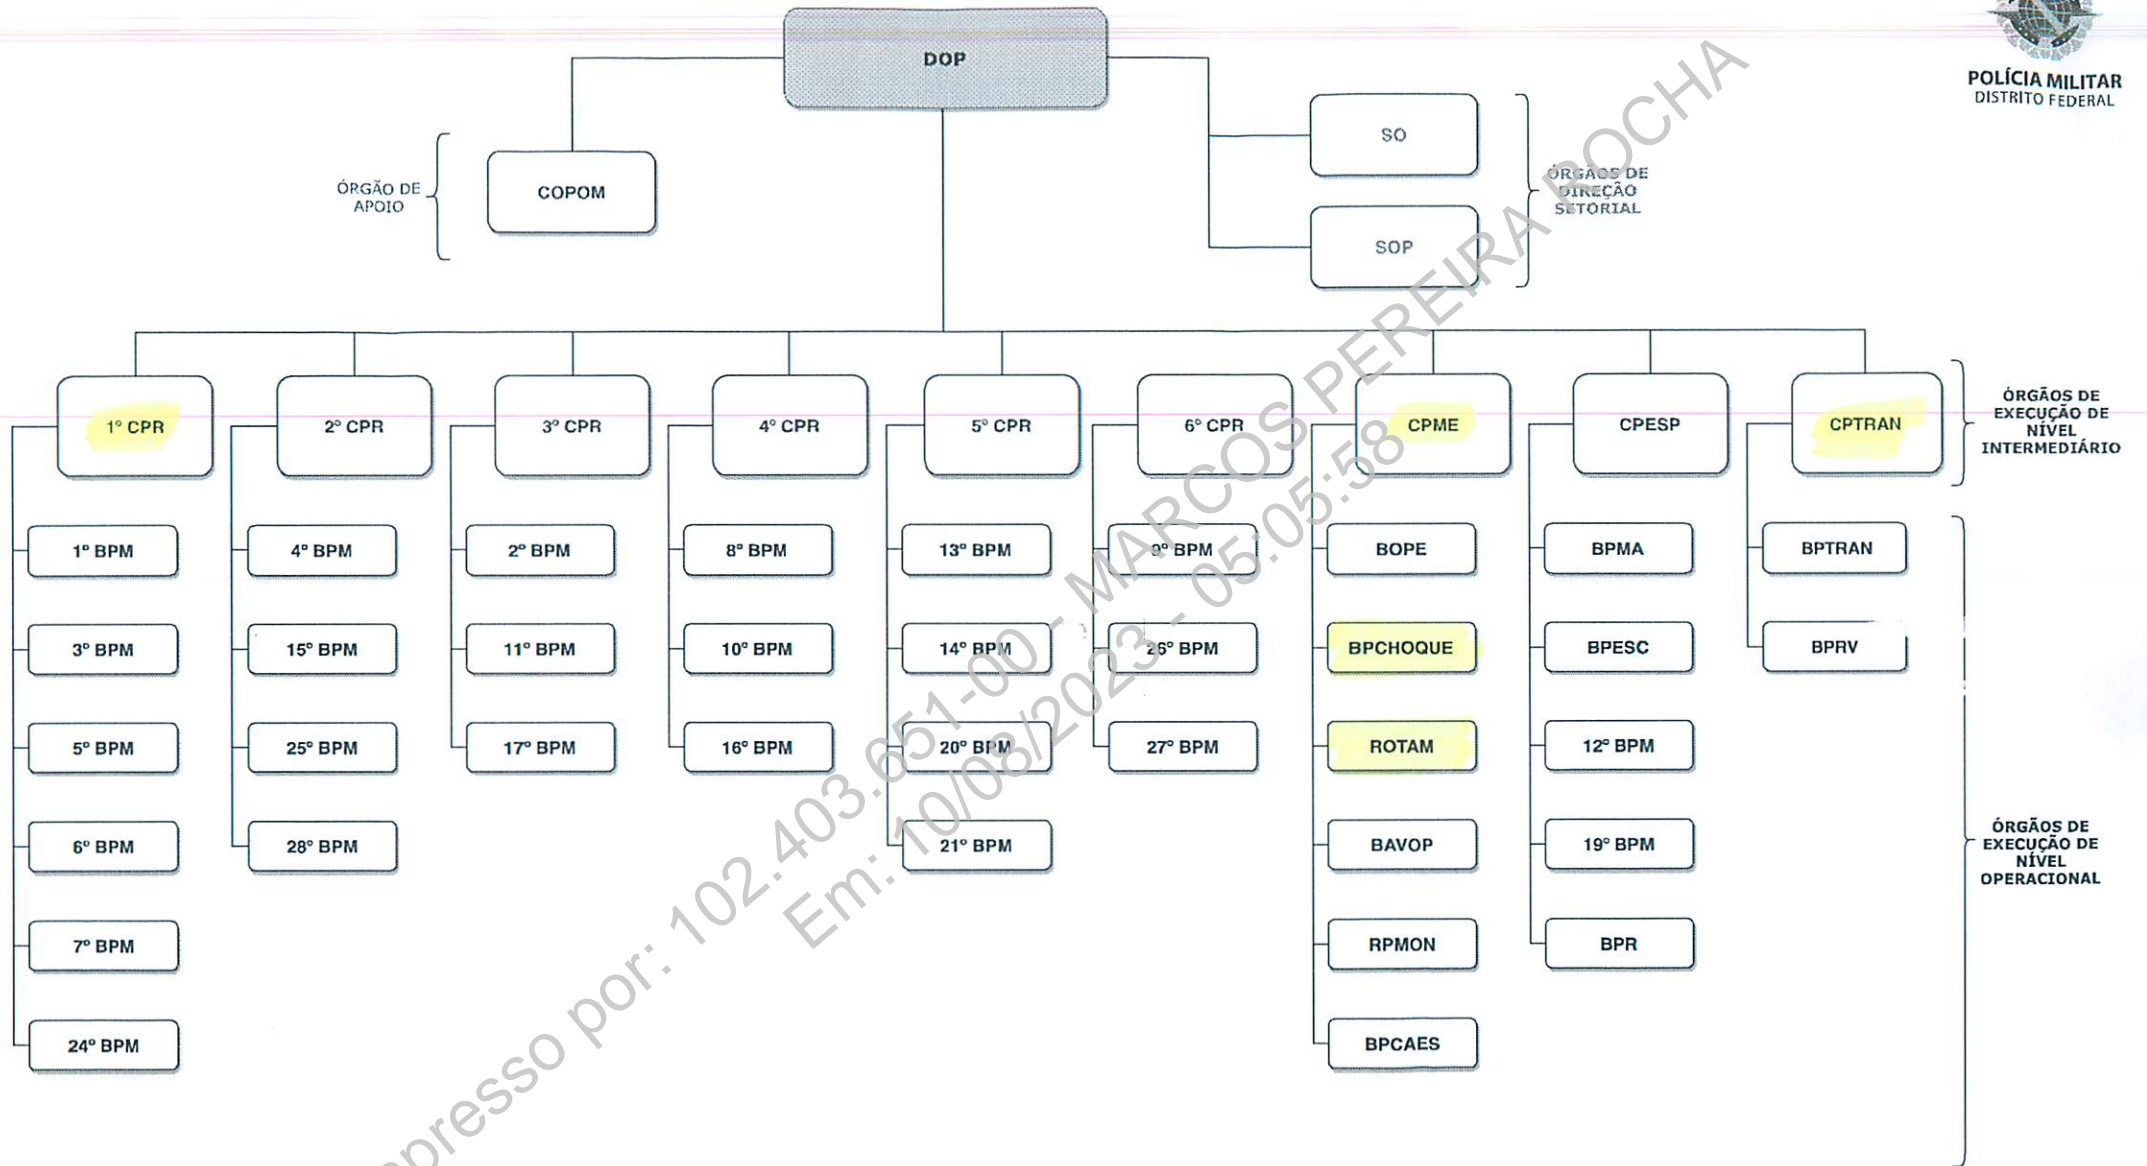 DOP
POLÍCIA MILITAR
DISTRITO FEDERAL
SO
ÓRGÃO DE
APOIO
COPOM
ÓRGÃOS DE
DIREÇÃO
SETORIAL
SOP
1º CPR
2º CPR
3º CPR
4º CPR
5º CPR
6º CPR
CPME
CPESP
CPTRAN
ÓRGÃOS DE
EXECUÇÃO DE
NÍVEL
INTERMEDIÁRIO
1º BPM
4º BPM
2º BPM
8º BPM
13º BPM
9º BPM
BOPE
BPMA
BPTRAN
3º BPM
15º BPM
11º BPM
10º BPM
14º BPM
26º BPM
BPCHOQUE
BPESC
BPRV
5º BPM
25º BPM
17º BPM
16º BPM
20º BPM
27º BPM
ROTAM
12º BPM
6º BPM
28º BPM
21º BPM
BAVOP
19º BPM
ÓRGÃOS DE
EXECUÇÃO DE
NÍVEL
OPERACIONAL
7º BPM
RPMON
BPR
24º BPM
BPCAES
presso por: 102.403.651-00 - MARCOS PEREIRA ROCHA
Em: 10/08/2023 - 05:05:58